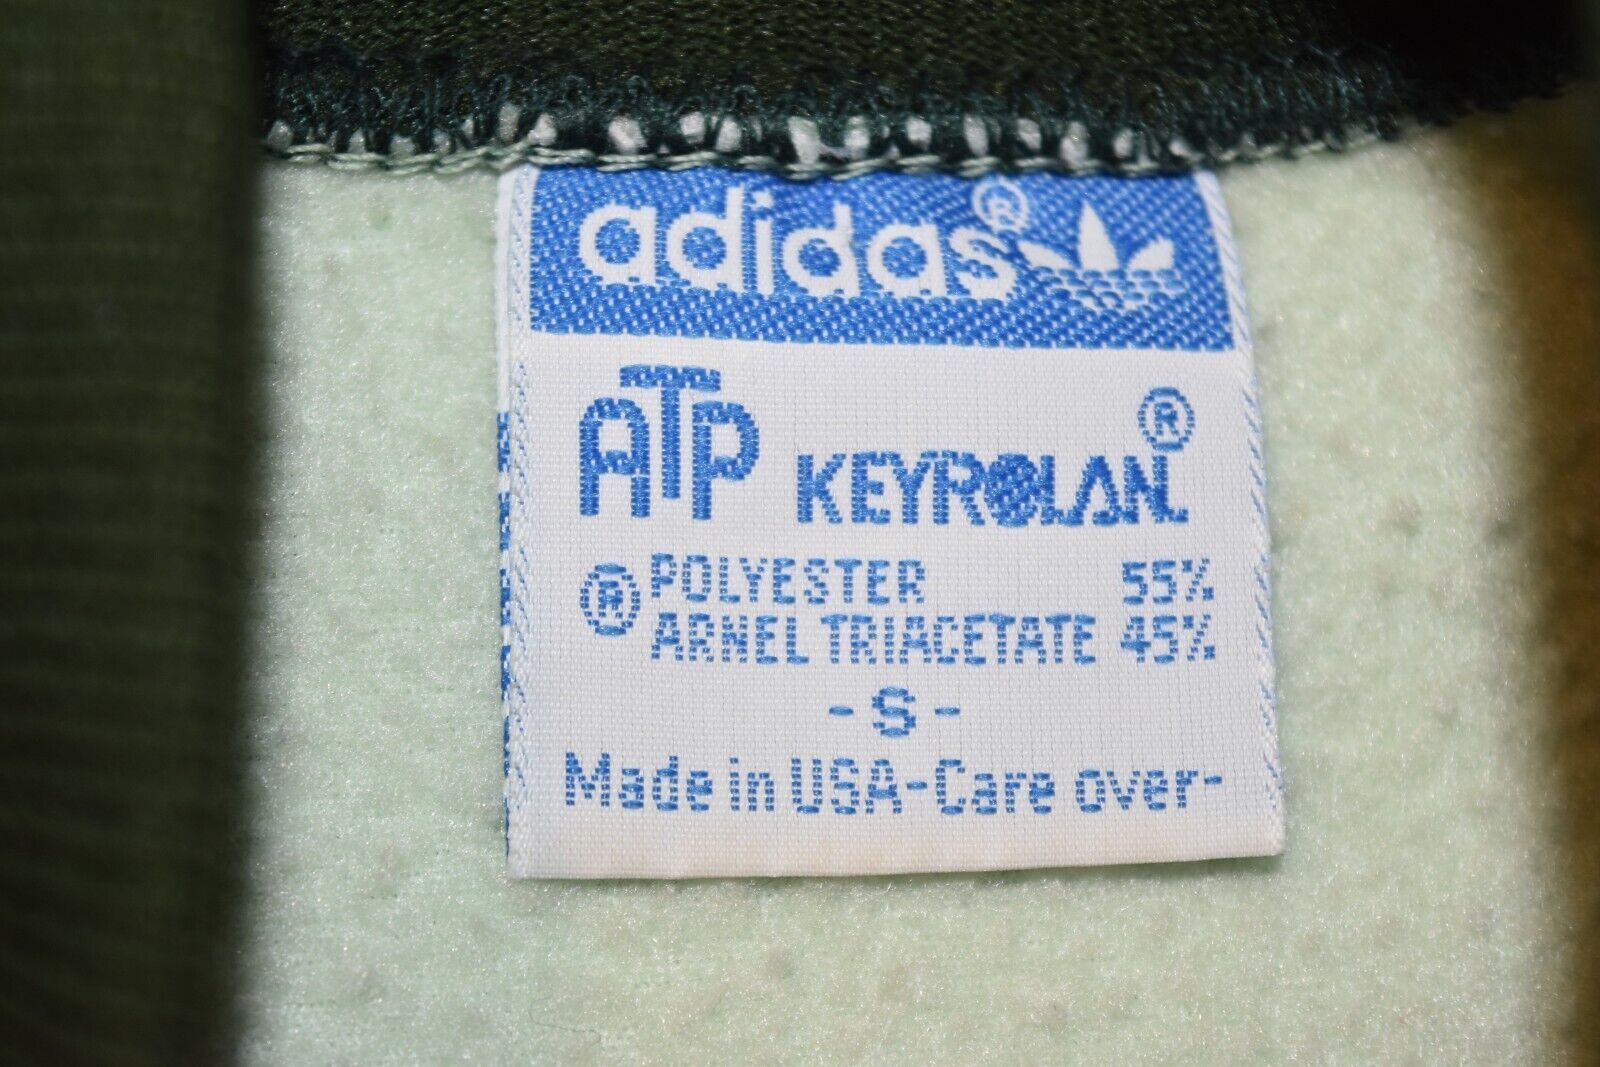 adidas®
ATP KEYROLAN®
® POLYESTER 55%
ARNEL TRIACETATE 45%
- S -
Made in USA-Care over-